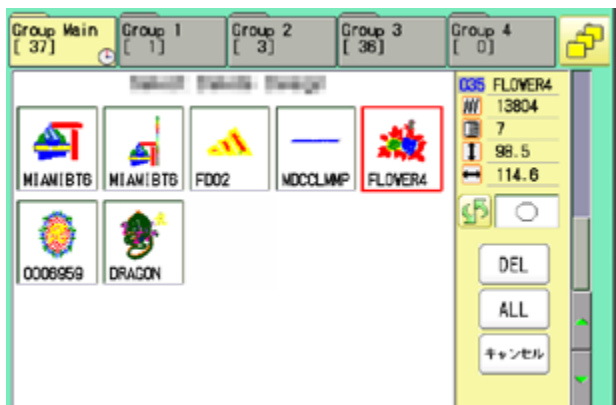 Group Main
[ 37]
Group 1
[ 1]
Group 2
[ 3]
Group 3
[ 36]
Group 4
[ 0]
035 FLOWER4
13804
7
98.5
114.6
MIAMIBT6
MIAMIBT6
FD02
FLOWER4
0006959
DRAGON
DEL
ALL
キャンセル